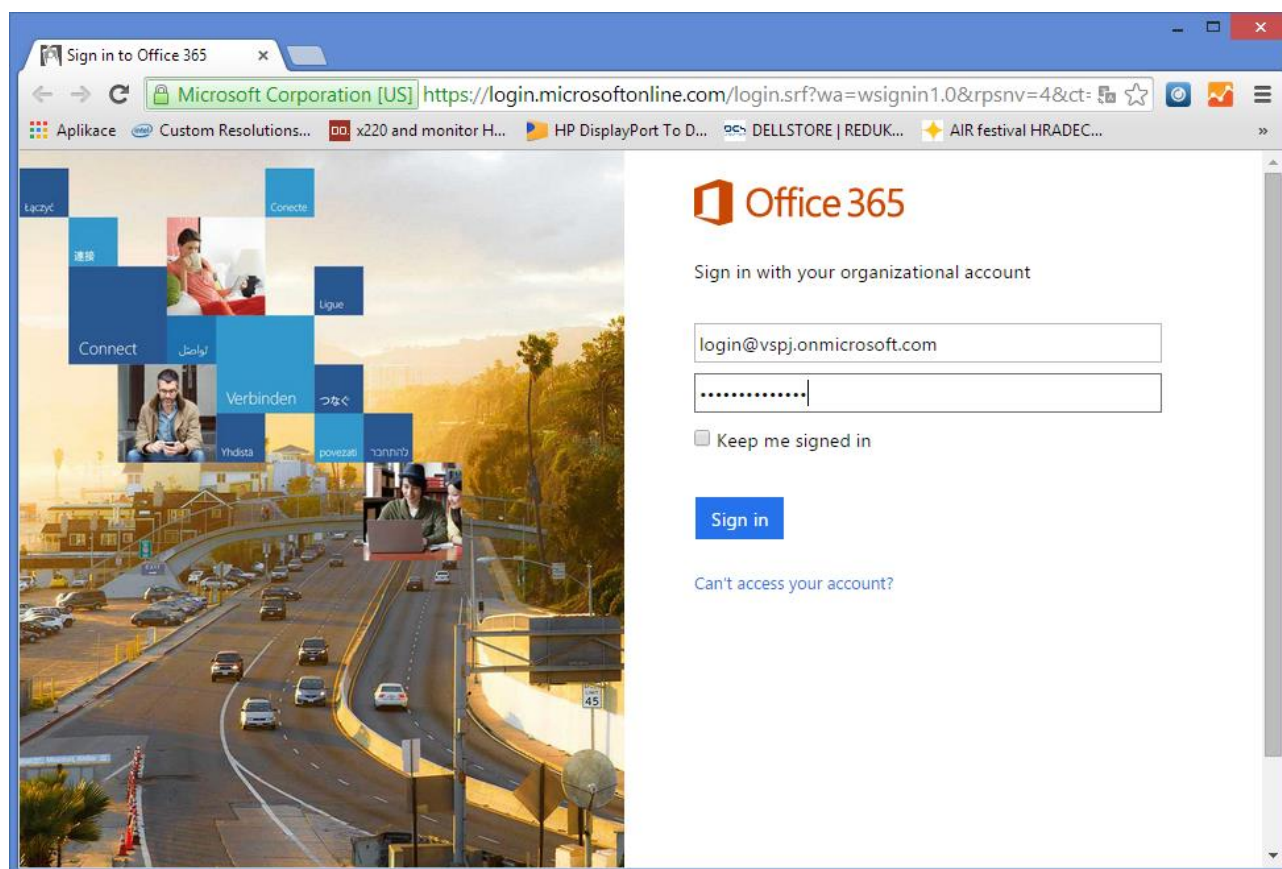 Sign in to Office 365
Microsoft Corporation [US] https://login.microsoftonline.com/login.srf?wa=wsignin1.0&rpsnv=4&ct=
Aplikace Custom Resolutions... x220 and monitor H... HP DisplayPort To D... DELLSTORE | REDUK... AIR festival HRADEC...
Łączyć
Conecte
連接
Ligue
Connect
تواصل
Verbinden
つなぐ
Yhdistä
povezati
להתחבר
EXIT
LIMIT
45
Office 365
Sign in with your organizational account
login@vspj.onmicrosoft.com
Keep me signed in
Sign in
Can't access your account?